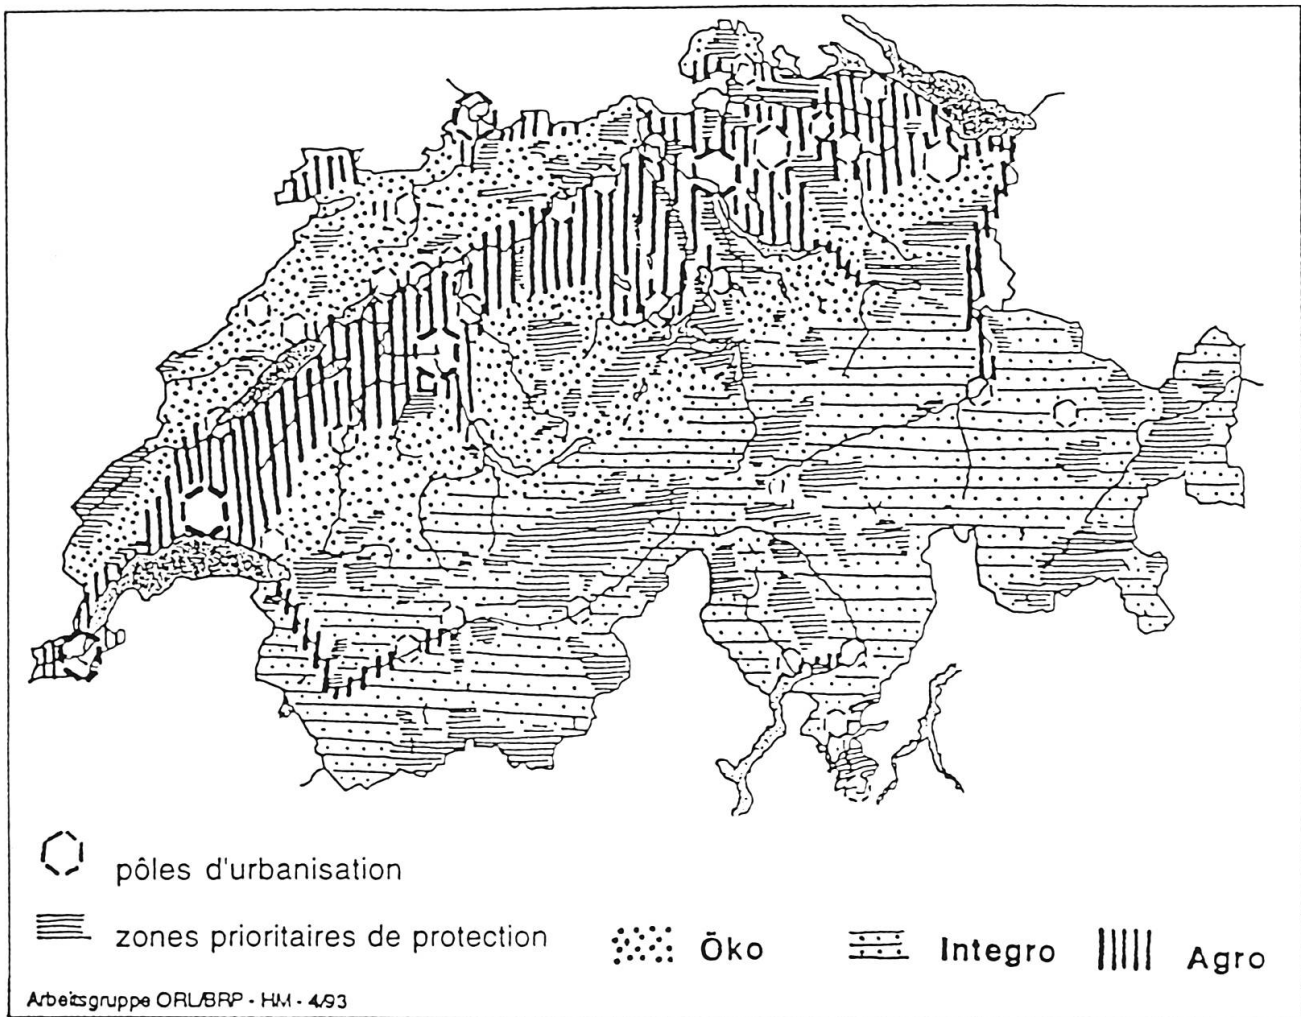 pôles d'urbanisation
zones prioritaires de protection
Öko
Integro
Agro
Arbeitsgruppe ORL/BRP - HM - 4/93